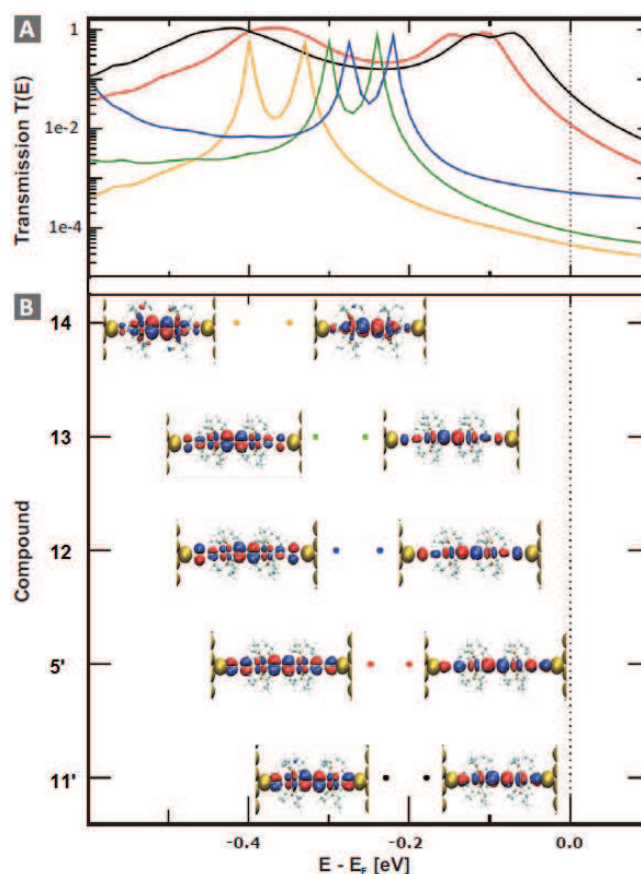 A
Transmission T(E)
1
1e-2
1e-4
B
Compound
14
13
12
5'
11'
-0.4
-0.2
0.0
E - E_F [eV]